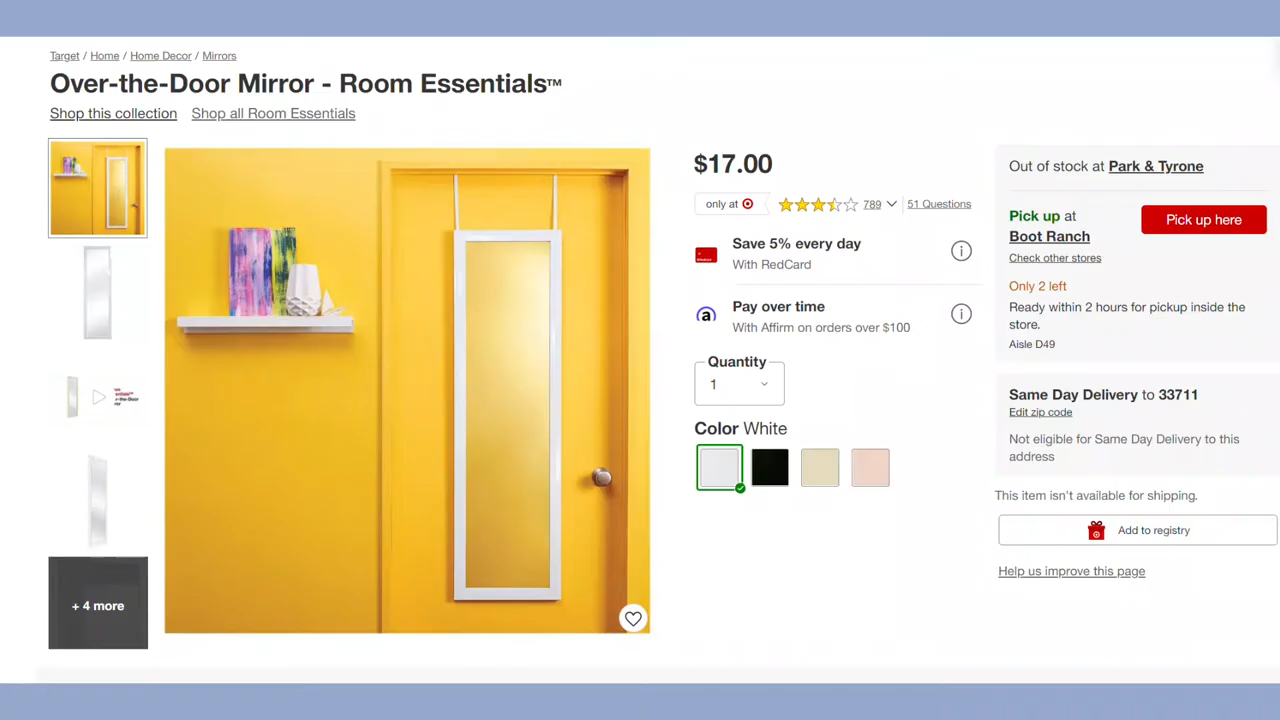 Target / Home / Home Decor / Mirrors
Over-the-Door Mirror - Room Essentials™
Shop this collection Shop all Room Essentials
+ 4 more
$17.00
only at 789 51 Questions
Save 5% every day
With RedCard
Pay over time
With Affirm on orders over $100
Quantity
1
Color White
Out of stock at Park & Tyrone
Pick up at
Boot Ranch
Pick up here
Check other stores
Only 2 left
Ready within 2 hours for pickup inside the
store.
Aisle D49
Same Day Delivery to 33711
Edit zip code
Not eligible for Same Day Delivery to this
address
This item isn't available for shipping.
Add to registry
Help us improve this page